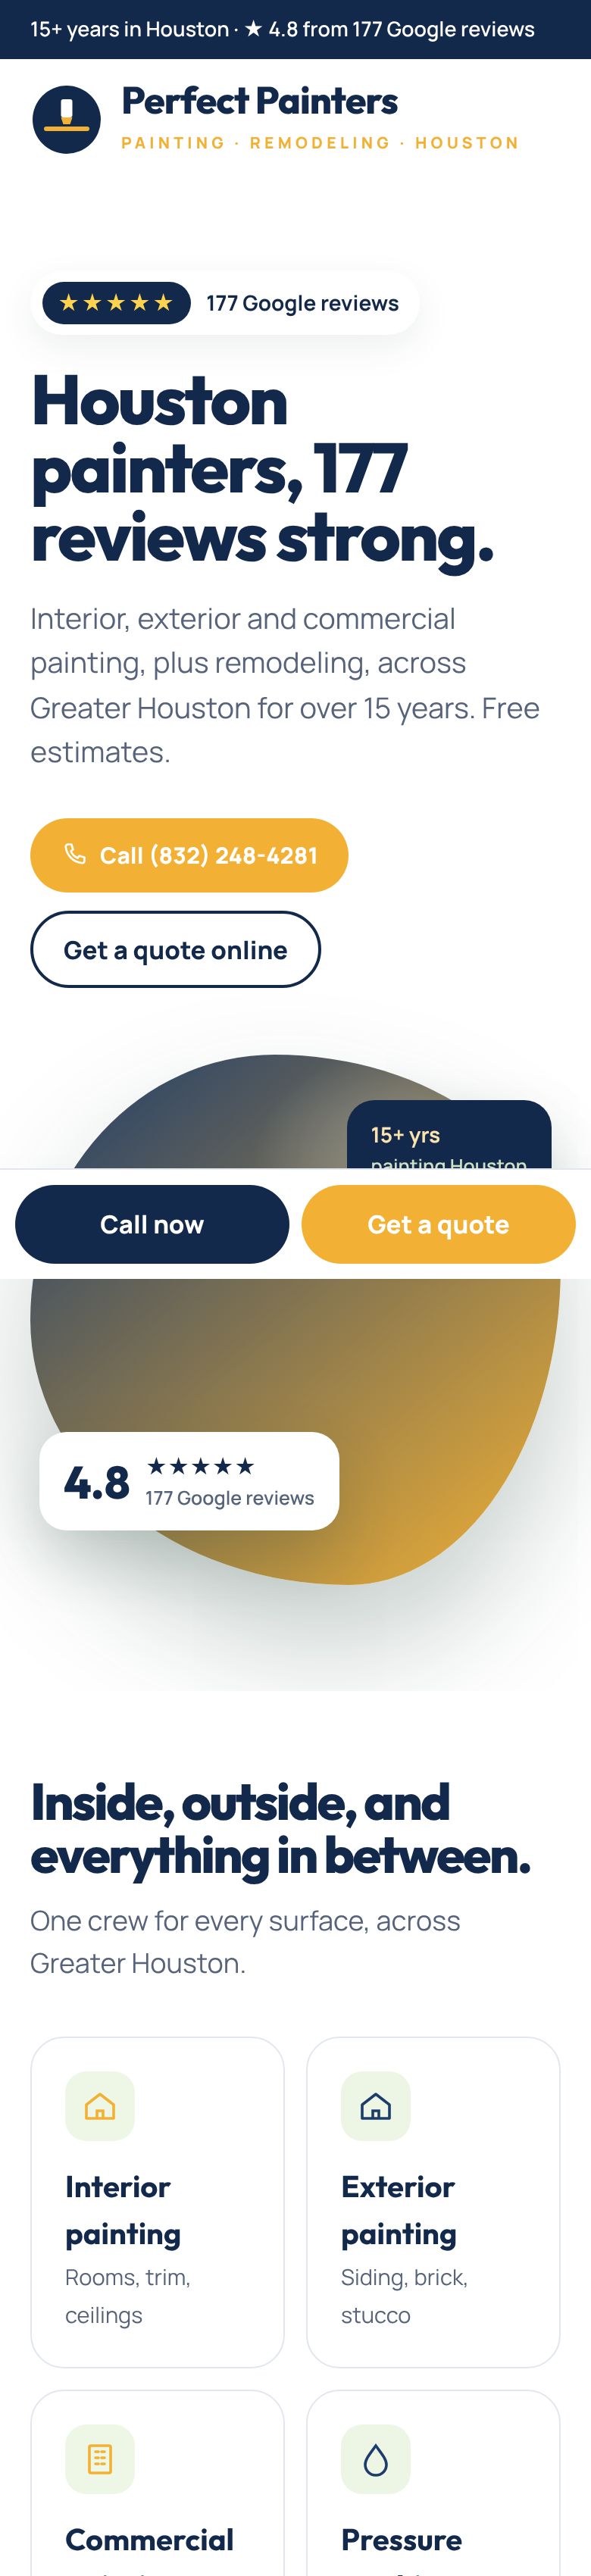 15+ years in Houston · ★ 4.8 from 177 Google reviews
Perfect Painters
PAINTING · REMODELING · HOUSTON
★★★★★ 177 Google reviews
Houston
painters, 177
reviews strong.
Interior, exterior and commercial
painting, plus remodeling, across
Greater Houston for over 15 years. Free
estimates.
Call (832) 248-4281
Get a quote online
15+ yrs
painting Houston
Call now
Get a quote
4.8 ★★★★★
177 Google reviews
Inside, outside, and
everything in between.
One crew for every surface, across
Greater Houston.
Interior
painting
Rooms, trim,
ceilings
Exterior
painting
Siding, brick,
stucco
Commercial
Pressure